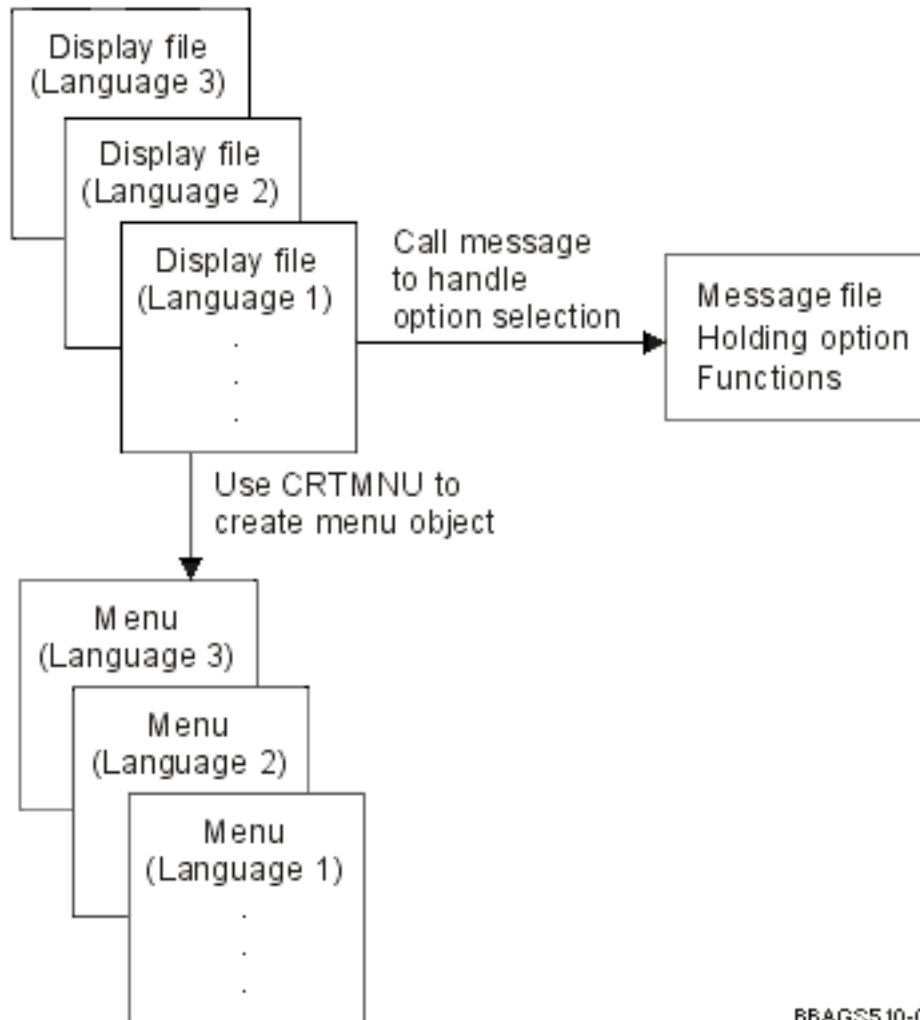 Display file
(Language 3)
Display file
(Language 2)
Display file
(Language 1)
.
.
.
Call message
to handle
option selection
Message file
Holding option
Functions
Use CRTMNU to
create menu object
Menu
(Language 3)
Menu
(Language 2)
Menu
(Language 1)
.
.
.